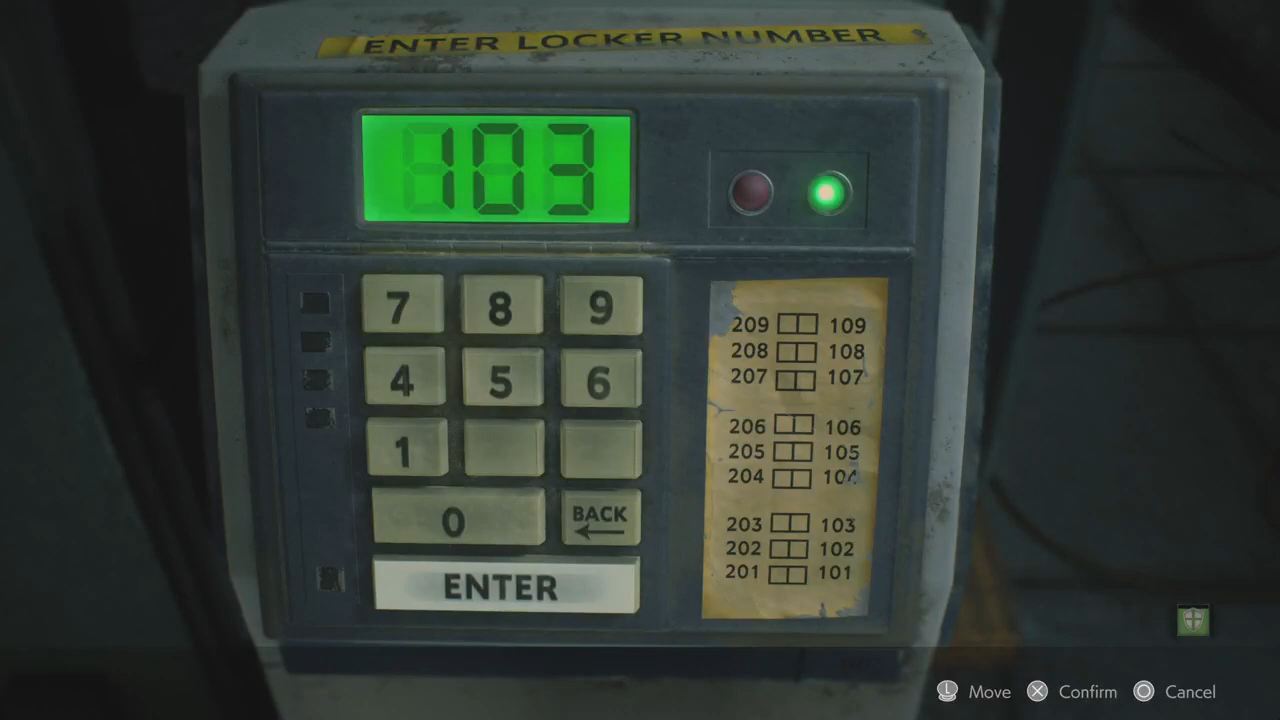 ENTER LOCKER NUMBER
103
7 8 9
4 5 6
1
0 BACK
ENTER
209 109
208 108
207 107
206 106
205 105
204 104
203 103
202 102
201 101
L Move Confirm Cancel